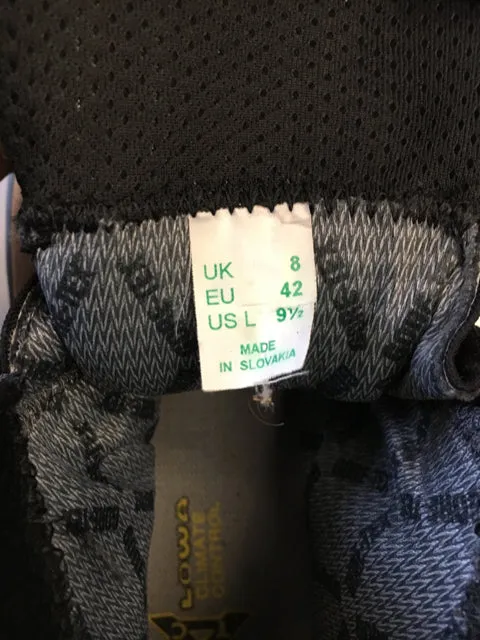 UK 8
EU 42
US L 9½
MADE
IN SLOVAKIA
LOWA
CLIMATE
CONTROL